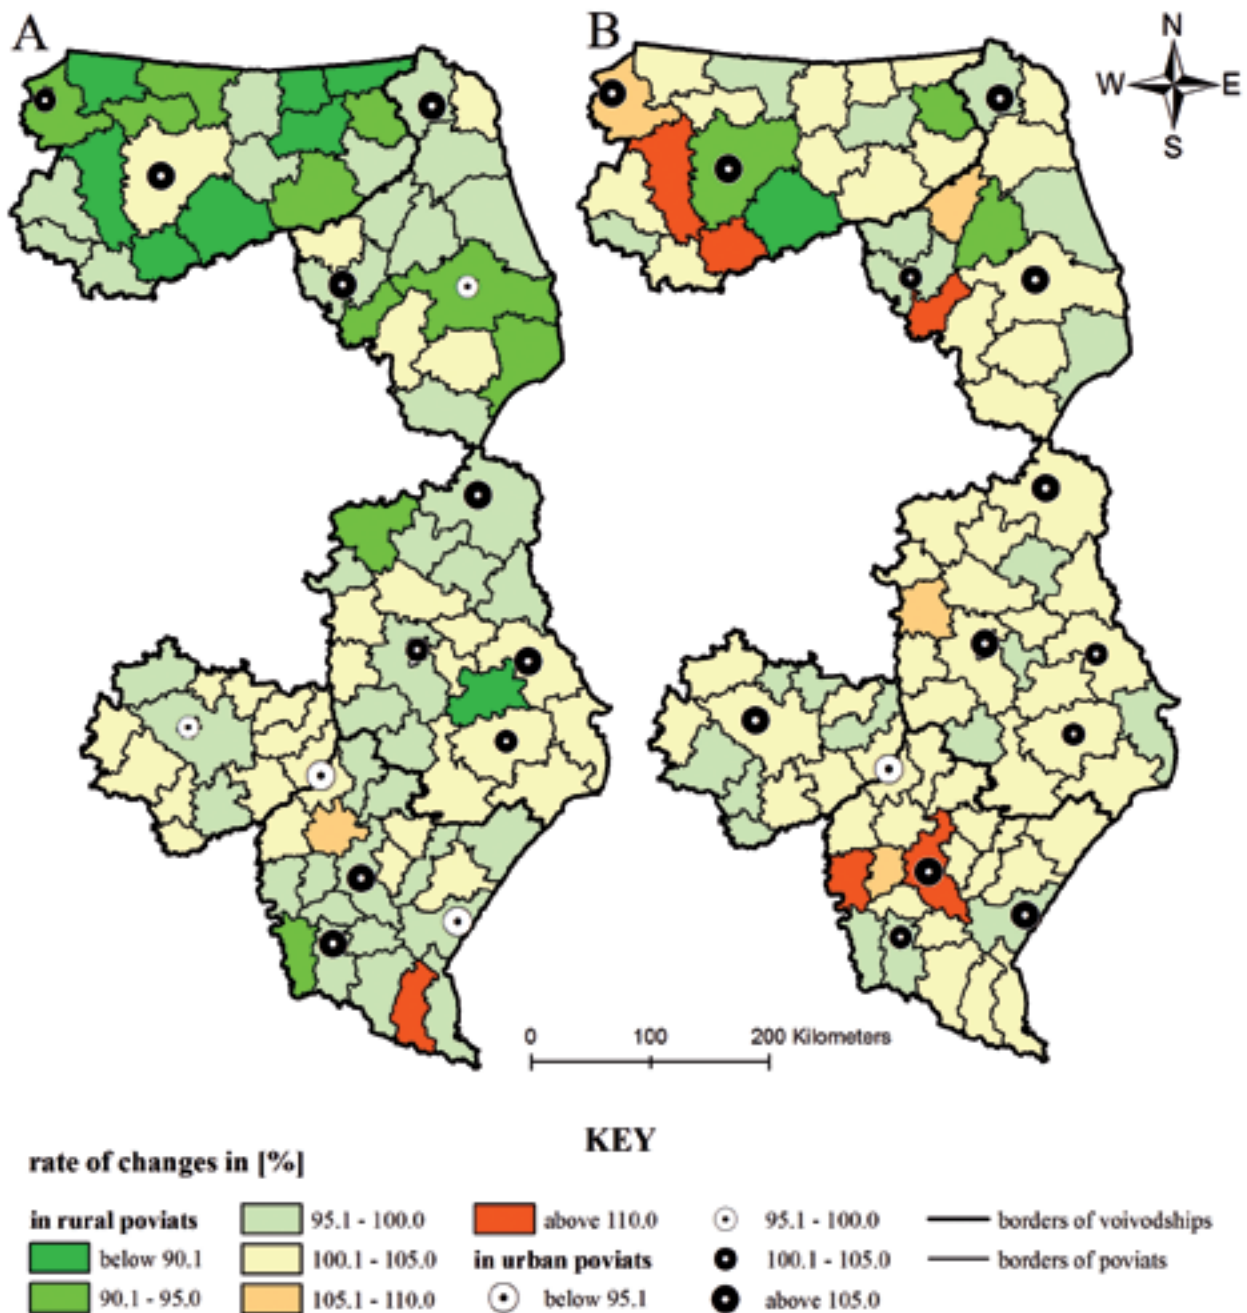 A
B
N
W E
S
0 100 200 Kilometers
KEY
rate of changes in [%]
in rural poviats
below 90.1
90.1 - 95.0
95.1 - 100.0
100.1 - 105.0
105.1 - 110.0
above 110.0
in urban poviats
below 95.1
95.1 - 100.0
100.1 - 105.0
above 105.0
borders of voivodships
borders of poviats